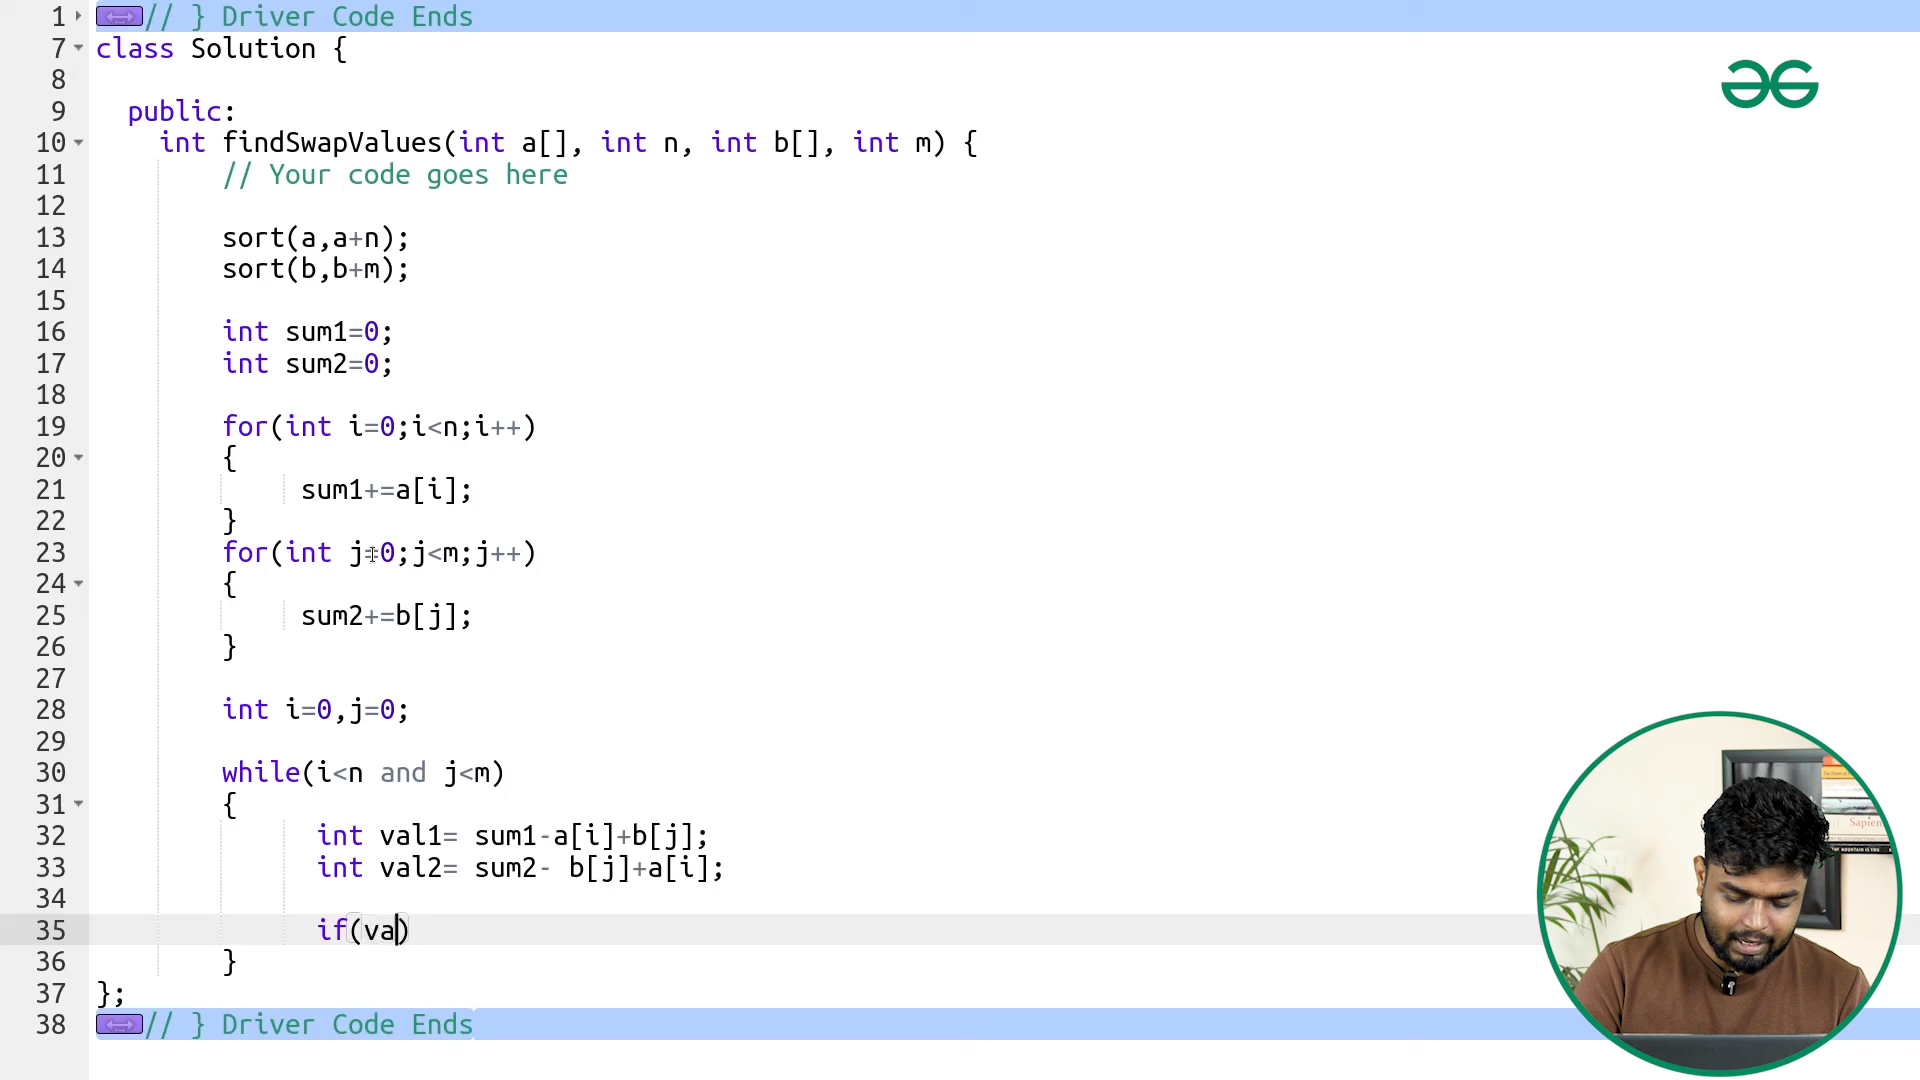 1 // } Driver Code Ends
7 class Solution {
8
9 public:
10 int findSwapValues(int a[], int n, int b[], int m) {
11 // Your code goes here
12
13 sort(a,a+n);
14 sort(b,b+m);
15
16 int sum1=0;
17 int sum2=0;
18
19 for(int i=0;i<n;i++)
20 {
21 sum1+=a[i];
22 }
23 for(int j=0;j<m;j++)
24 {
25 sum2+=b[j];
26 }
27
28 int i=0,j=0;
29
30 while(i<n and j<m)
31 {
32 int val1= sum1-a[i]+b[j];
33 int val2= sum2- b[j]+a[i];
34
35 if(va)
36 }
37 };
38 // } Driver Code Ends
Sapien